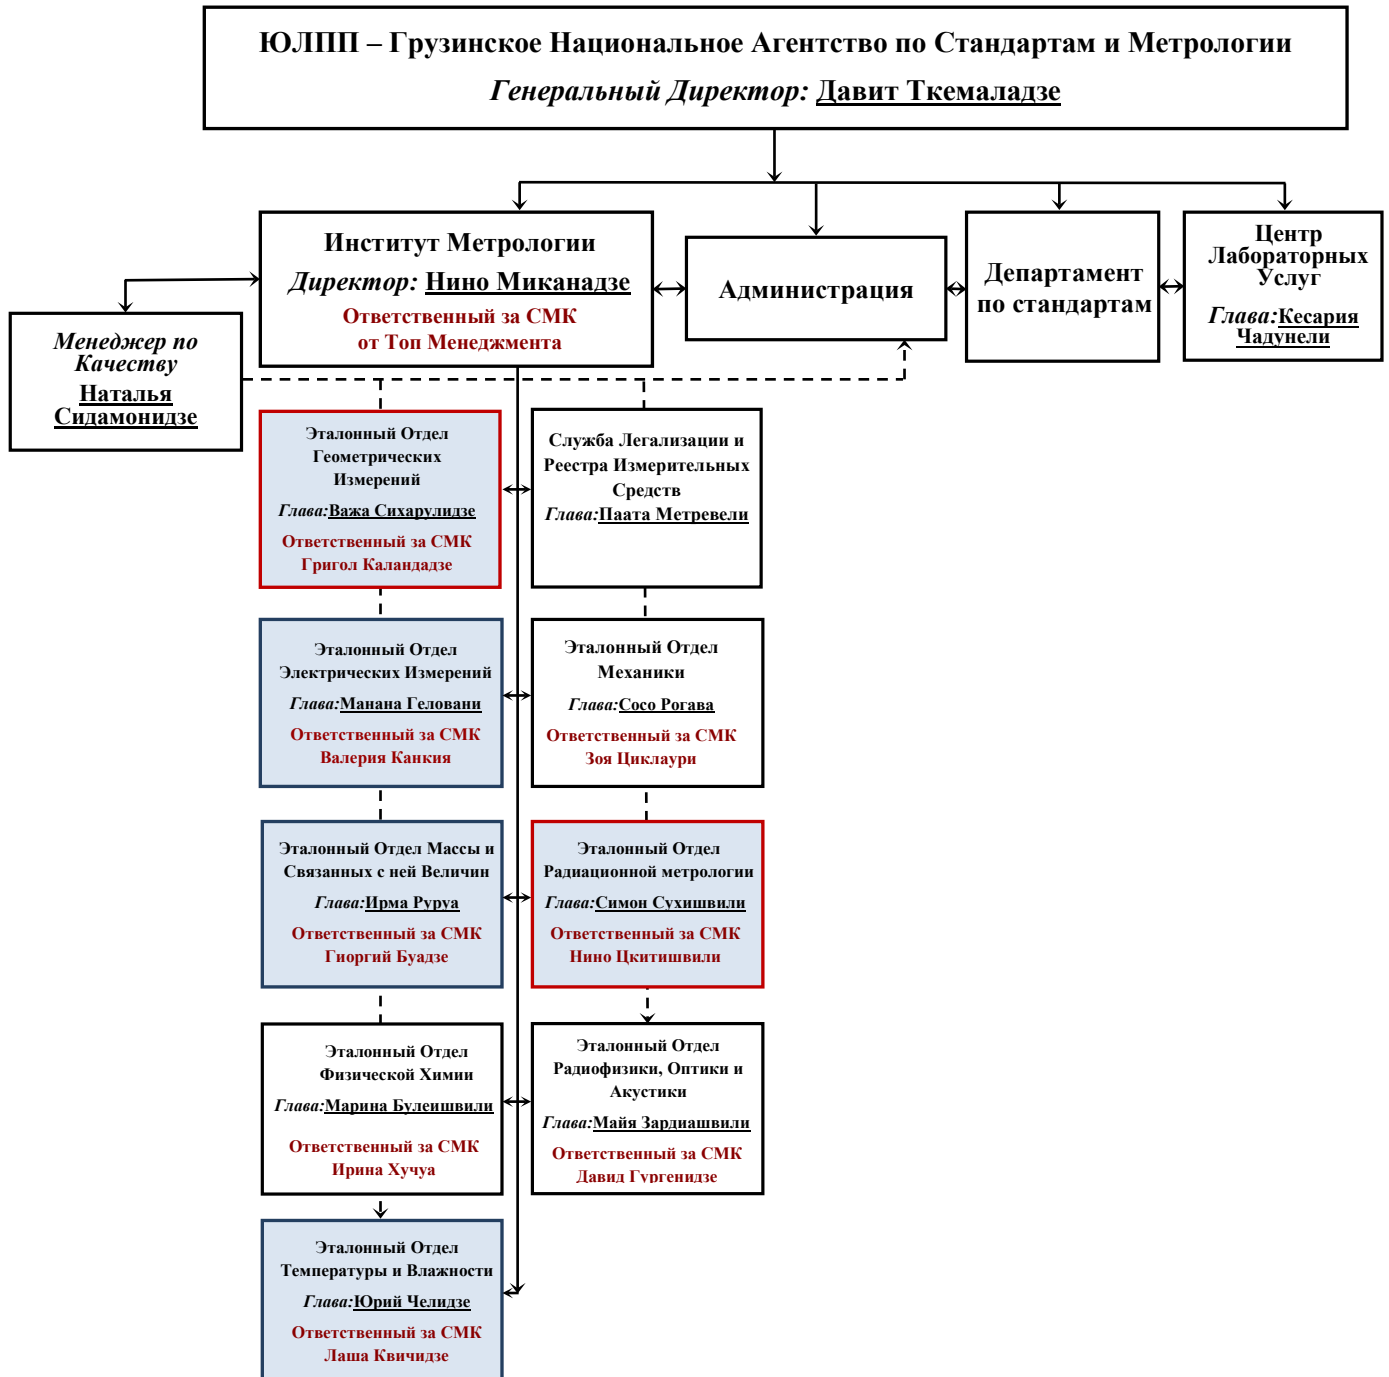 ЮЛПП – Грузинское Национальное Агентство по Стандартам и Метрологии
Генеральный Директор: Давит Ткемаладзе
Институт Метрологии
Директор: Нино Миканадзе
Ответственный за СМК
от Топ Менеджмента
Администрация
Департамент
по стандартам
Центр
Лабораторных
Услуг
Глава:Кесария
Чадунели
Менеджер по
Качеству
Наталья
Сидамонидзе
Эталонный Отдел
Геометрических
Измерений
Глава:Важа Сихарулидзе
Ответственный за СМК
Григол Каландадзе
Служба Легализации и
Реестра Измерительных
Средств
Глава:Паата Метревели
Эталонный Отдел
Электрических Измерений
Глава:Манана Геловани
Ответственный за СМК
Валерия Канкия
Эталонный Отдел
Механики
Глава:Сосо Рогава
Ответственный за СМК
Зоя Циклаури
Эталонный Отдел Массы и
Связанных с ней Величин
Глава:Ирма Руруа
Ответственный за СМК
Гиоргий Буадзе
Эталонный Отдел
Радиационной метрологии
Глава:Симон Сухишвили
Ответственный за СМК
Нино Цкитишвили
Эталонный Отдел
Физической Химии
Глава:Марина Булеишвили
Ответственный за СМК
Ирина Хучуа
Эталонный Отдел
Радиофизики, Оптики и
Акустики
Глава:Майя Зардиашвили
Ответственный за СМК
Давид Гургенидзе
Эталонный Отдел
Температуры и Влажности
Глава:Юрий Челидзе
Ответственный за СМК
Лаша Квичидзе